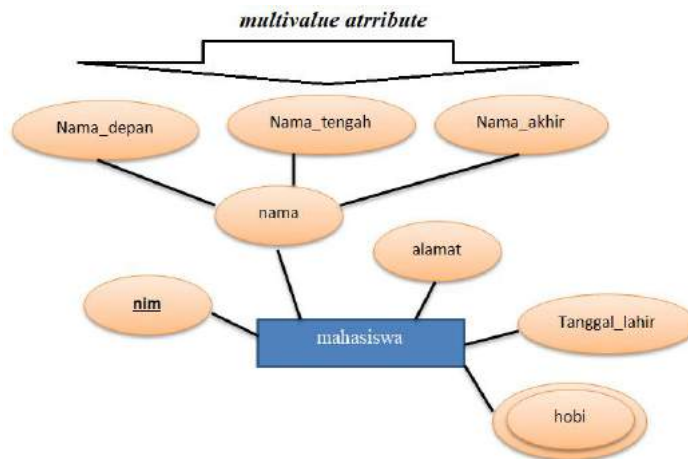 multivalue atrribute
Nama_depan
Nama_tengah
Nama_akhir
nama
alamat
nim
mahasiswa
Tanggal_lahir
hobi